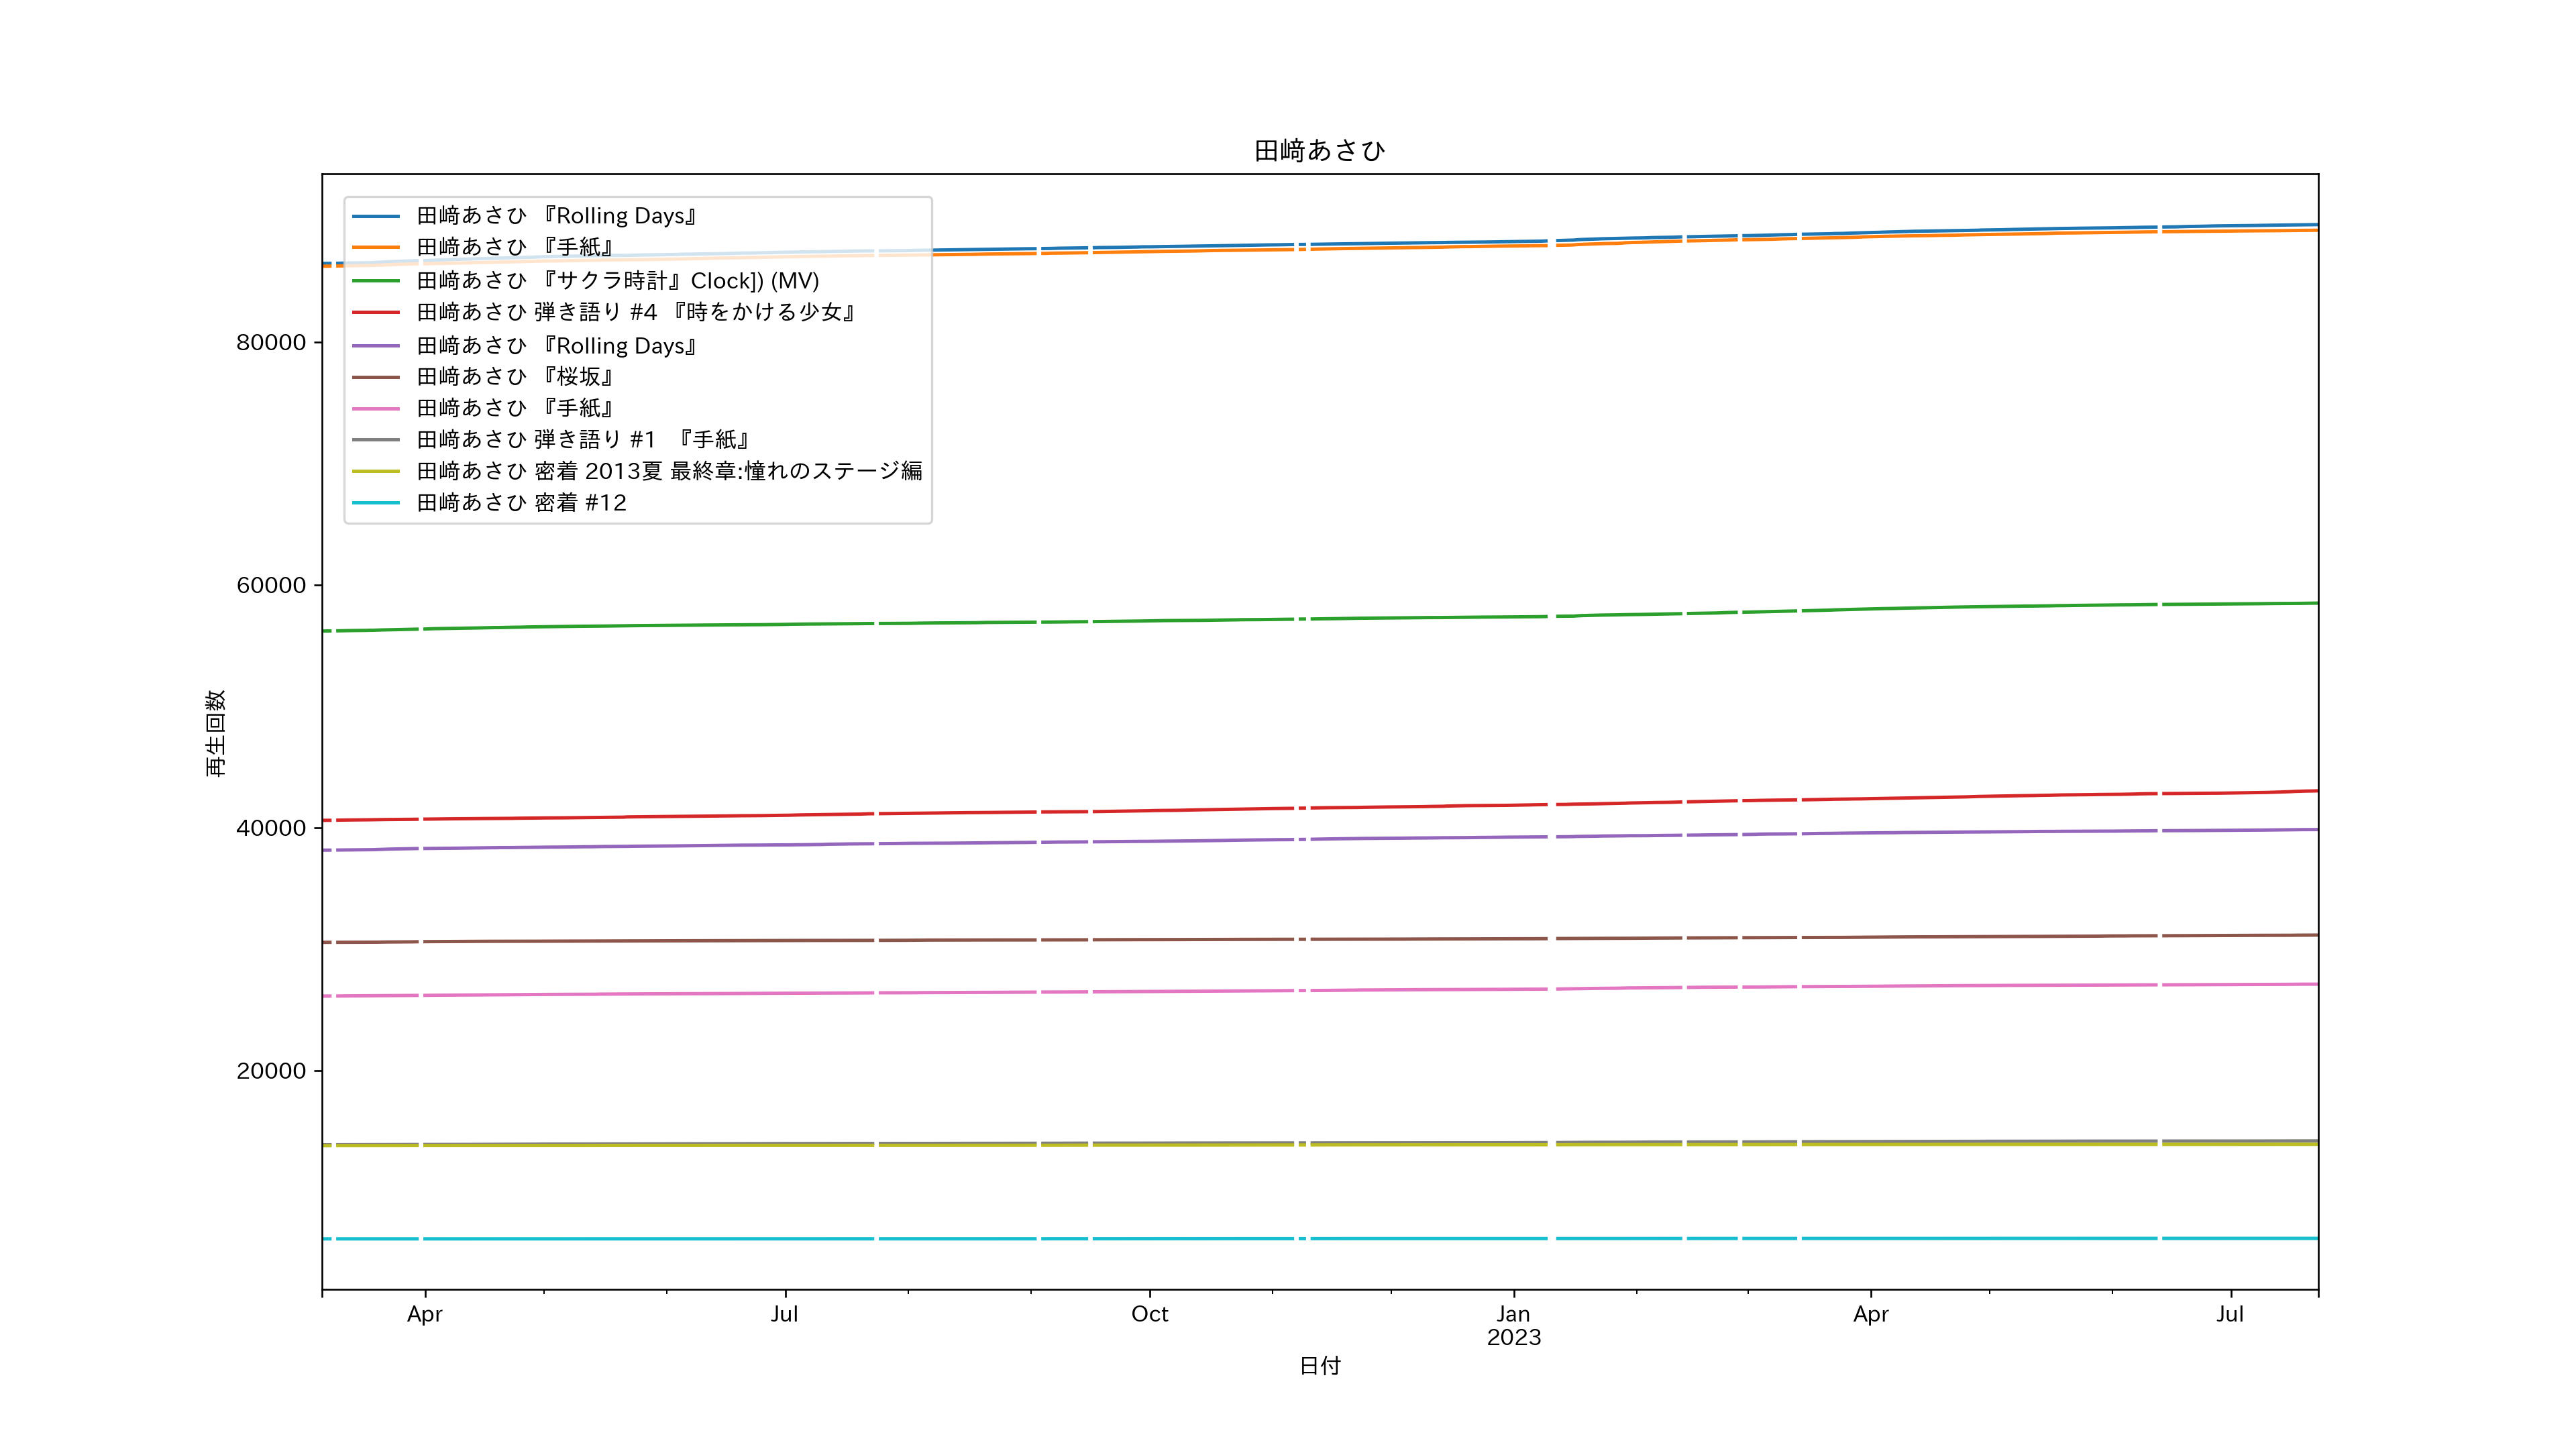 田﨑あさひ
田﨑あさひ 『Rolling Days』
田﨑あさひ 『手紙』
田﨑あさひ 『サクラ時計』Clock]) (MV)
田﨑あさひ 弾き語り #4 『時をかける少女』
田﨑あさひ 『Rolling Days』
田﨑あさひ 『桜坂』
田﨑あさひ 『手紙』
田﨑あさひ 弾き語り #1 『手紙』
田﨑あさひ 密着 2013夏 最終章:憧れのステージ編
田﨑あさひ 密着 #12
80000
60000
40000
20000
再生回数
Apr Jul Oct Jan Apr Jul
2023
日付